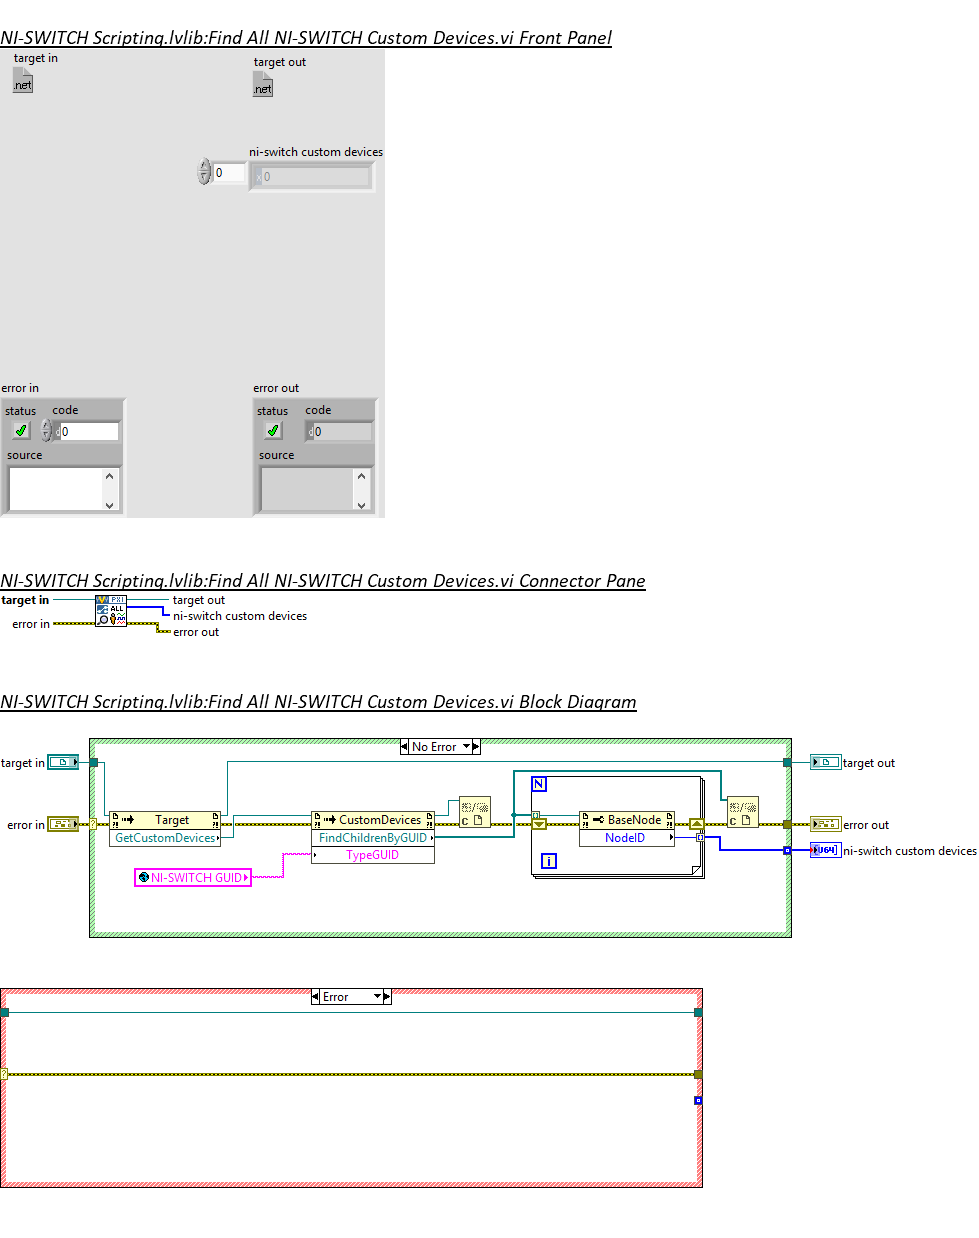 NI-SWITCH Scripting.lvlib:Find All NI-SWITCH Custom Devices.vi Front Panel
target in
target out
.net
.net
ni-switch custom devices
0
x 0
error in
error out
status code
status code
0
d 0
source
source
NI-SWITCH Scripting.lvlib:Find All NI-SWITCH Custom Devices.vi Connector Pane
target in
PXI
ALL
target out
ni-switch custom devices
error in
error out
NI-SWITCH Scripting.lvlib:Find All NI-SWITCH Custom Devices.vi Block Diagram
No Error
target in
target out
N
error in
?
Target
GetCustomDevices
CustomDevices
FindChildrenByGUID
TypeGUID
C
BaseNode
NodeID
C
error out
U64
ni-switch custom devices
i
NI-SWITCH GUID
Error
?